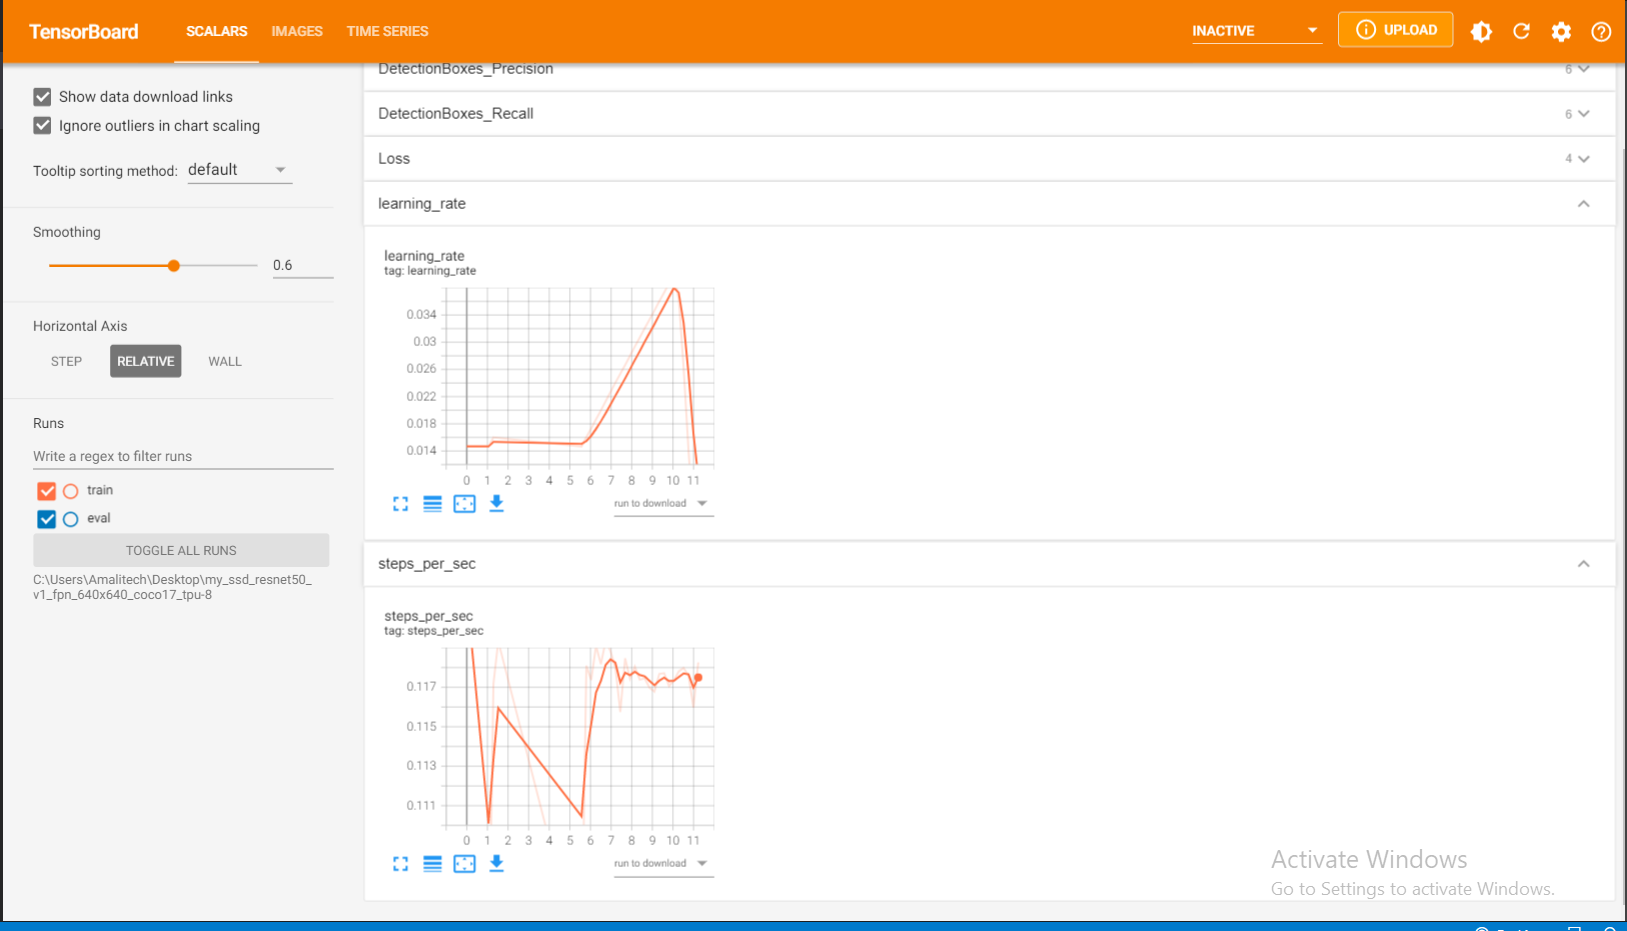 TensorBoard
SCALARS
IMAGES
TIME SERIES
INACTIVE
UPLOAD
Show data download links
Ignore outliers in chart scaling
Tooltip sorting method: default
Smoothing
0.6
Horizontal Axis
STEP
RELATIVE
WALL
Runs
Write a regex to filter runs
train
eval
TOGGLE ALL RUNS
C:\Users\Amalitech\Desktop\my_ssd_resnet50_
v1_fpn_640x640_coco17_tpu-8
DetectionBoxes_Precision
6
DetectionBoxes_Recall
6
Loss
4
learning_rate
learning_rate
tag: learning_rate
0.034
0.03
0.026
0.022
0.018
0.014
0 1 2 3 4 5 6 7 8 9 10 11
run to download
steps_per_sec
steps_per_sec
tag: steps_per_sec
0.117
0.115
0.113
0.111
0 1 2 3 4 5 6 7 8 9 10 11
run to download
Activate Windows
Go to Settings to activate Windows.